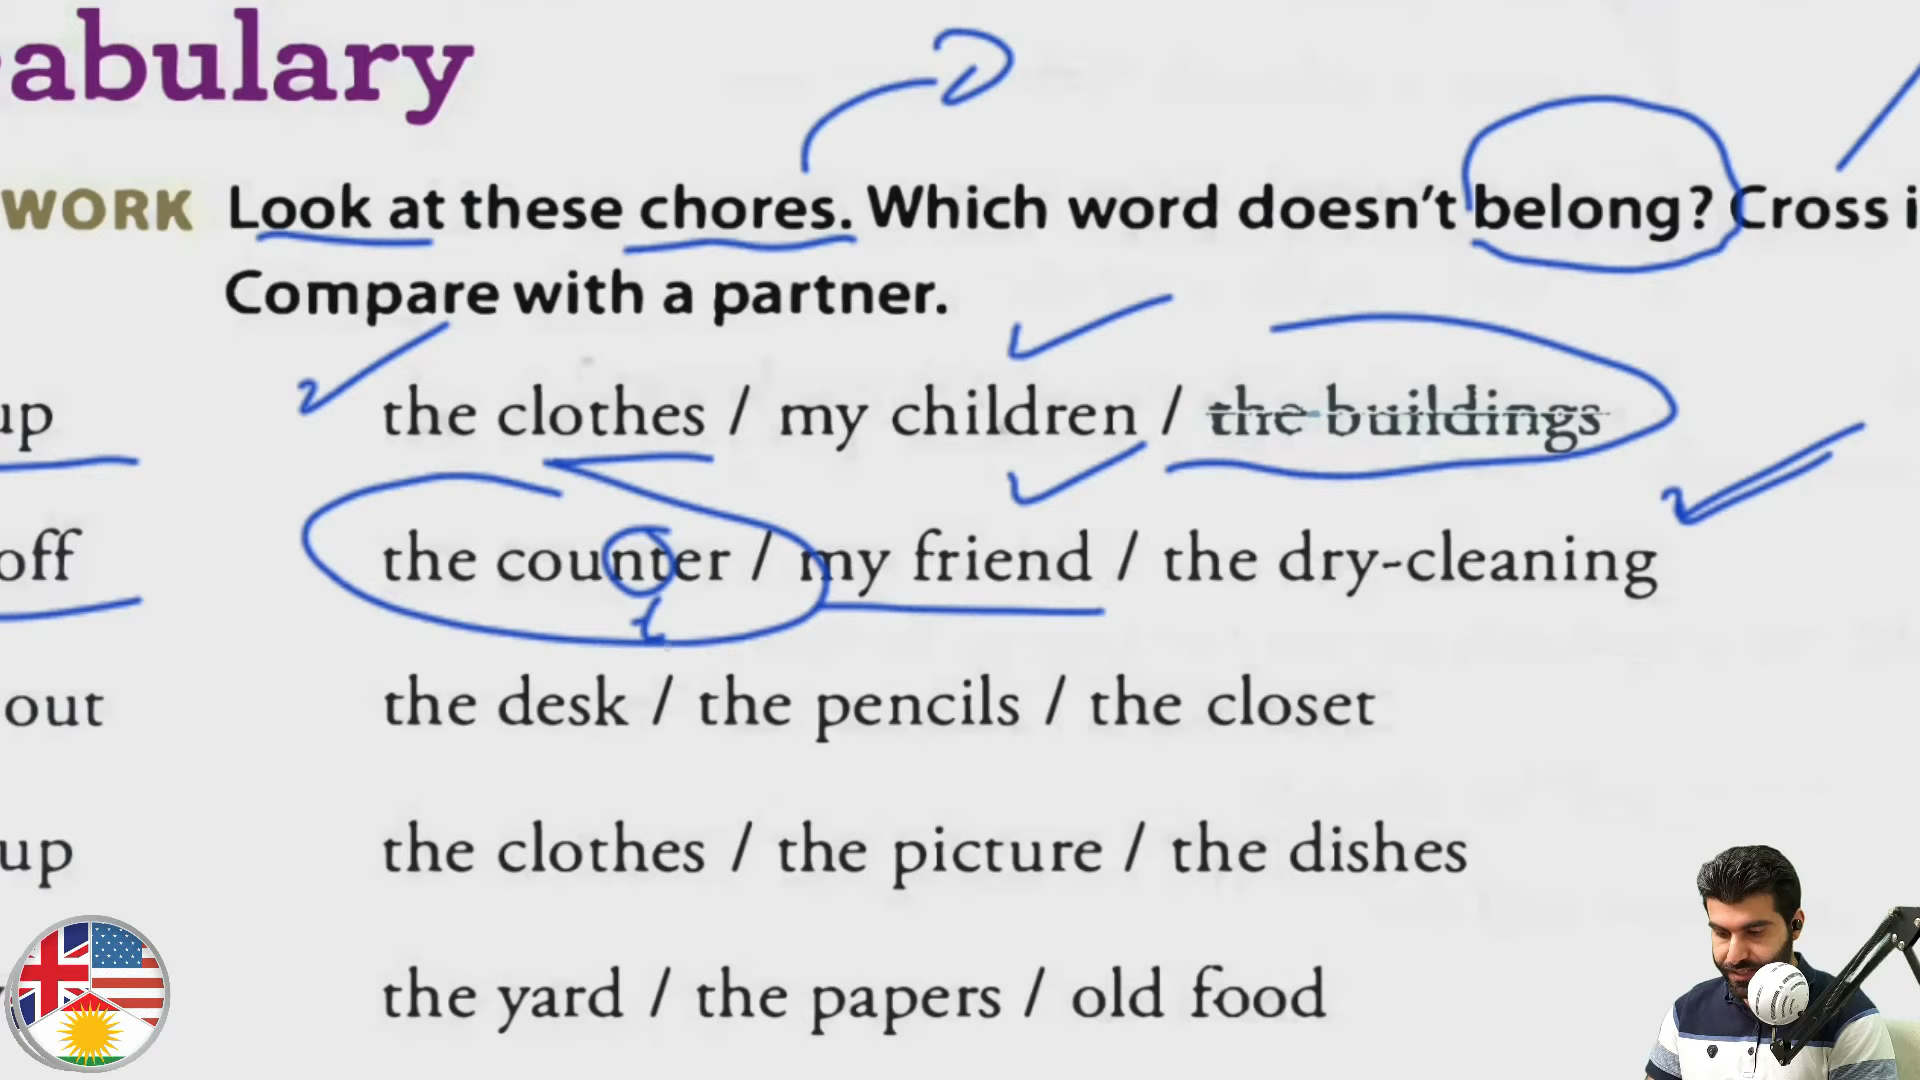 abulary
WORK Look at these chores. Which word doesn't belong? Cross i
Compare with a partner.
up the clothes / my children / the buildings
off the counter / my friend / the dry-cleaning
t
out the desk / the pencils / the closet
up the clothes / the picture / the dishes
the yard / the papers / old food